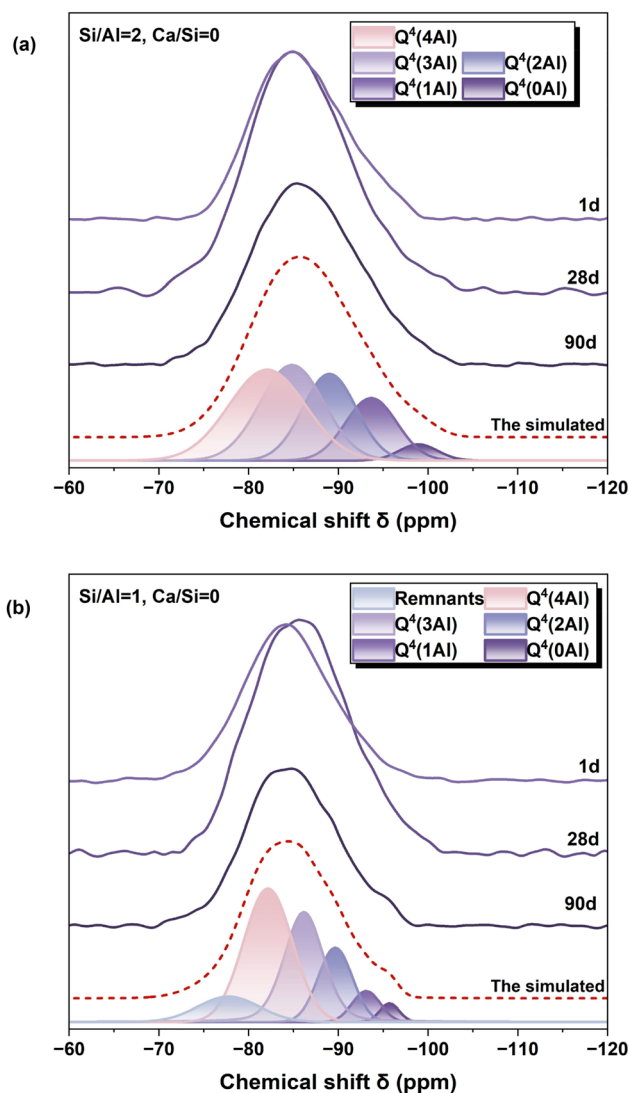 (a)
Si/Al=2, Ca/Si=0
Q⁴(4Al)
Q⁴(3Al) Q⁴(2Al)
Q⁴(1Al) Q⁴(0Al)
1d
28d
90d
The simulated
−60 −70 −80 −90 −100 −110 −120
Chemical shift δ (ppm)
(b)
Si/Al=1, Ca/Si=0
Remnants Q⁴(4Al)
Q⁴(3Al) Q⁴(2Al)
Q⁴(1Al) Q⁴(0Al)
1d
28d
90d
The simulated
−60 −70 −80 −90 −100 −110 −120
Chemical shift δ (ppm)